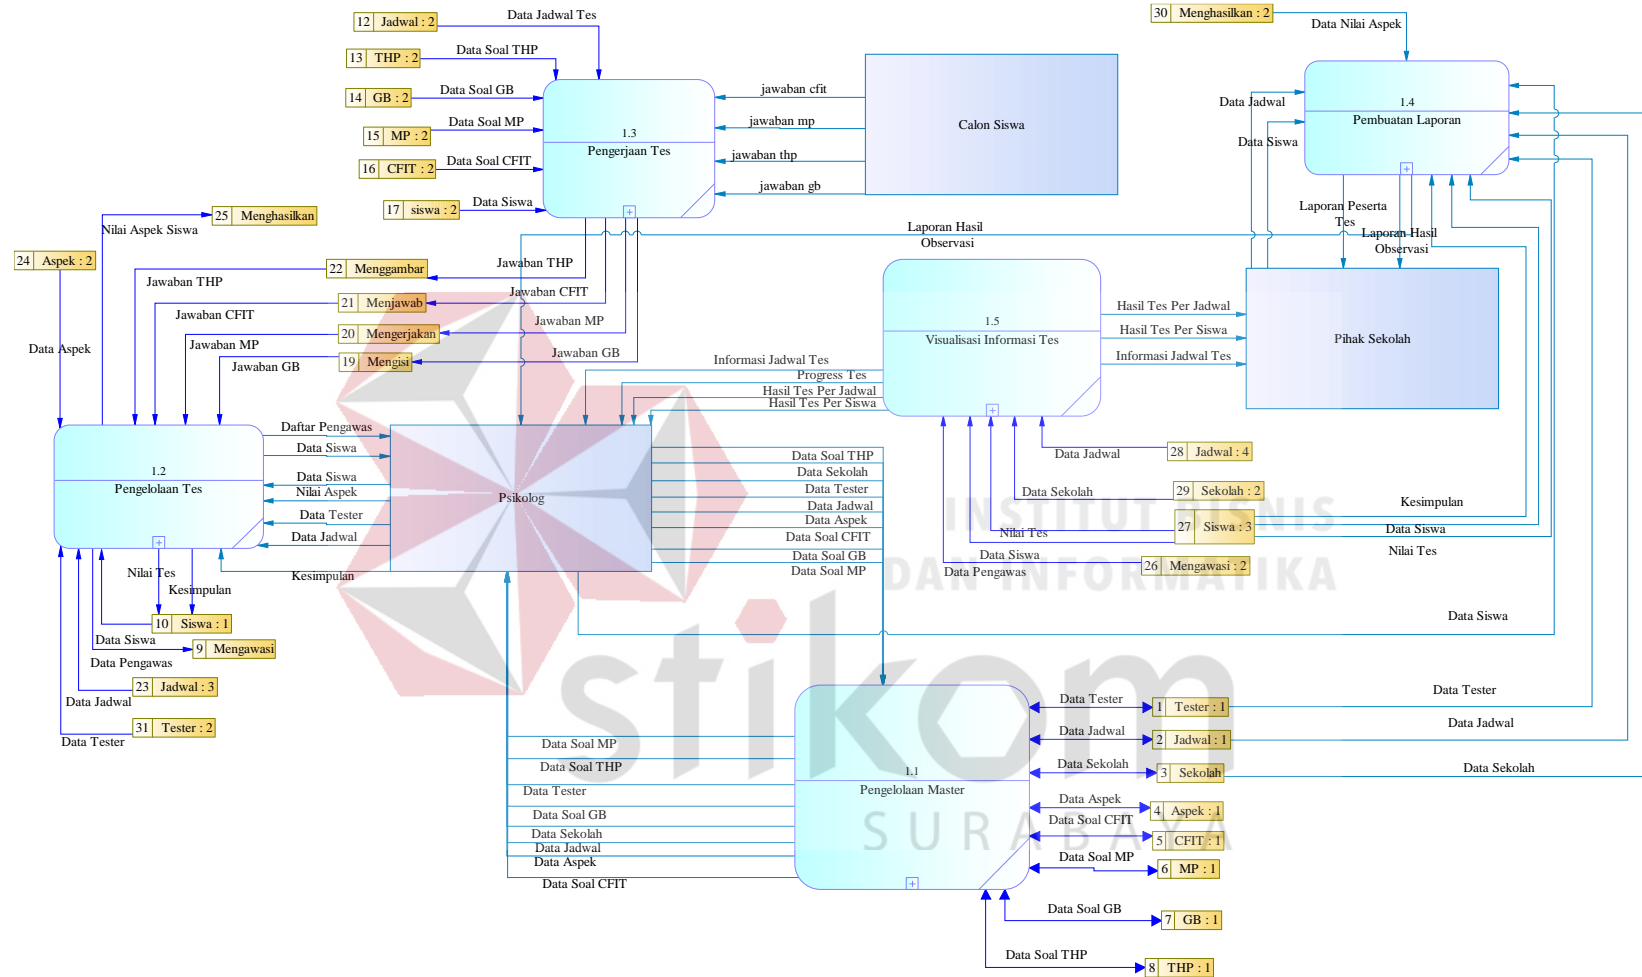 12 Jadwal : 2
Data Jadwal Tes
13 THP : 2
Data Soal THP
14 GB : 2
Data Soal GB
15 MP : 2
Data Soal MP
16 CFIT : 2
Data Soal CFIT
17 siswa : 2
Data Siswa
1.3
Pengerjaan Tes
jawaban cfit
jawaban mp
jawaban thp
jawaban gb
Calon Siswa
30 Menghasilkan : 2
Data Nilai Aspek
Data Jadwal
Data Siswa
1.4
Pembuatan Laporan
Laporan Peserta
Tes
Laporan Hasil
Observasi
Laporan Hasil
Observasi
25 Menghasilkan
Nilai Aspek Siswa
24 Aspek : 2
Data Aspek
22 Menggambar
Jawaban THP
Jawaban THP
21 Menjawab
Jawaban CFIT
Jawaban CFIT
20 Mengerjakan
Jawaban MP
Jawaban MP
19 Mengisi
Jawaban GB
Jawaban GB
1.5
Visualisasi Informasi Tes
Hasil Tes Per Jadwal
Hasil Tes Per Siswa
Informasi Jadwal Tes
Pihak Sekolah
Informasi Jadwal Tes
Progress Tes
Hasil Tes Per Jadwal
Hasil Tes Per Siswa
1.2
Pengelolaan Tes
Daftar Pengawas
Data Siswa
Data Siswa
Nilai Aspek
Data Tester
Data Jadwal
Kesimpulan
Psikolog
Data Soal THP
Data Sekolah
Data Tester
Data Jadwal
Data Aspek
Data Soal CFIT
Data Soal GB
Data Soal MP
Data Jadwal
28 Jadwal : 4
Data Sekolah
29 Sekolah : 2
27 Siswa : 3
Nilai Tes
Data Siswa
Data Pengawas
26 Mengawasi : 2
Kesimpulan
Data Siswa
Nilai Tes
INSTITUT BISNIS
DAN INFORMATIKA
stikom
SURABAYA
Nilai Tes
Kesimpulan
10 Siswa : 1
Data Siswa
9 Mengawasi
Data Pengawas
23 Jadwal : 3
Data Jadwal
31 Tester : 2
Data Tester
Data Siswa
Data Soal MP
Data Soal THP
Data Tester
Data Soal GB
Data Sekolah
Data Jadwal
Data Aspek
Data Soal CFIT
1.1
Pengelolaan Master
Data Tester
1 Tester : 1
Data Tester
Data Jadwal
2 Jadwal : 1
Data Jadwal
Data Sekolah
3 Sekolah
Data Sekolah
Data Aspek
4 Aspek : 1
Data Soal CFIT
5 CFIT : 1
Data Soal MP
6 MP : 1
Data Soal GB
7 GB : 1
Data Soal THP
8 THP : 1